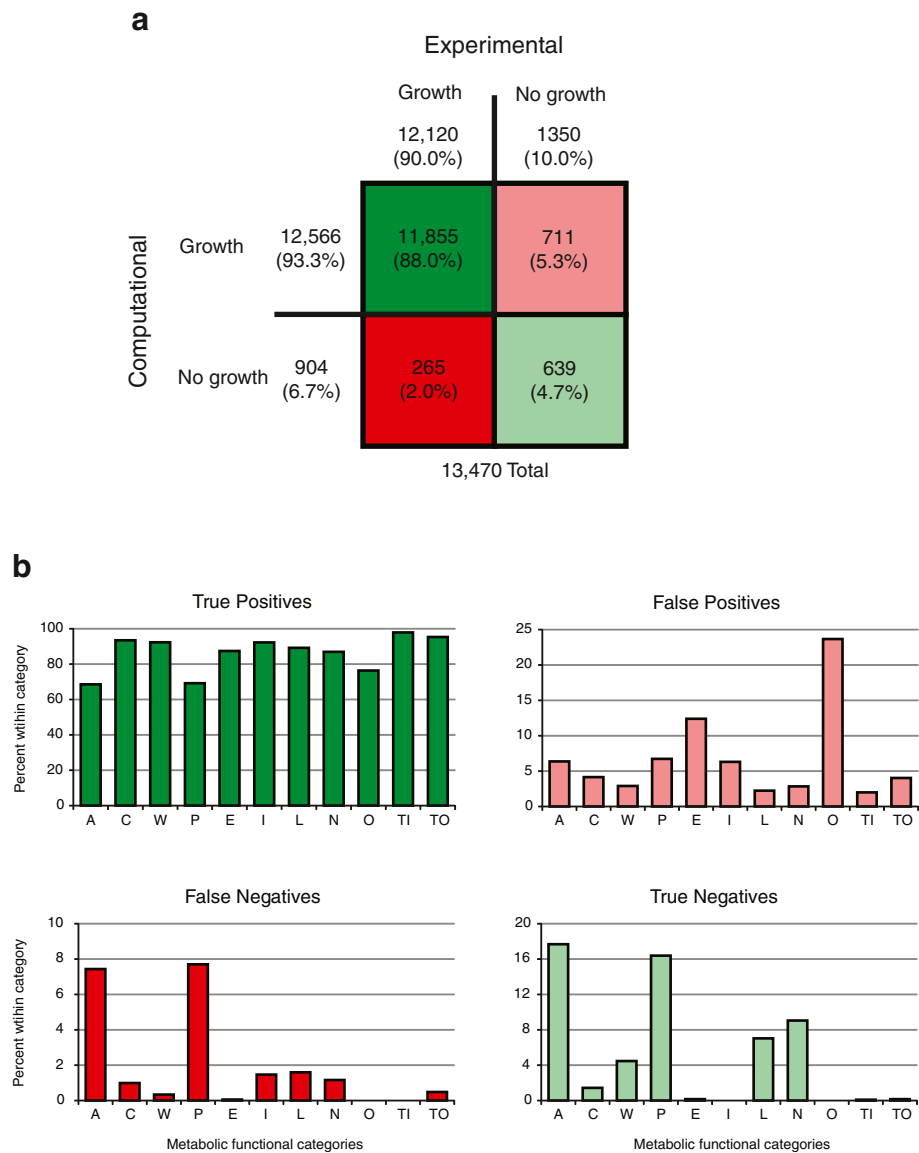 a
Experimental
Growth No growth
12,120 1350
(90.0%) (10.0%)
Computational
Growth 12,566 11,855 711
(93.3%) (88.0%) (5.3%)
No growth 904 265 639
(6.7%) (2.0%) (4.7%)
13,470 Total
b
True Positives
Percent wtihin category
100
80
60
40
20
0
A C W P E I L N O TI TO
False Positives
25
20
15
10
5
0
A C W P E I L N O TI TO
False Negatives
Percent wtihin category
10
8
6
4
2
0
A C W P E I L N O TI TO
Metabolic functional categories
True Negatives
20
16
12
8
4
0
A C W P E I L N O TI TO
Metabolic functional categories